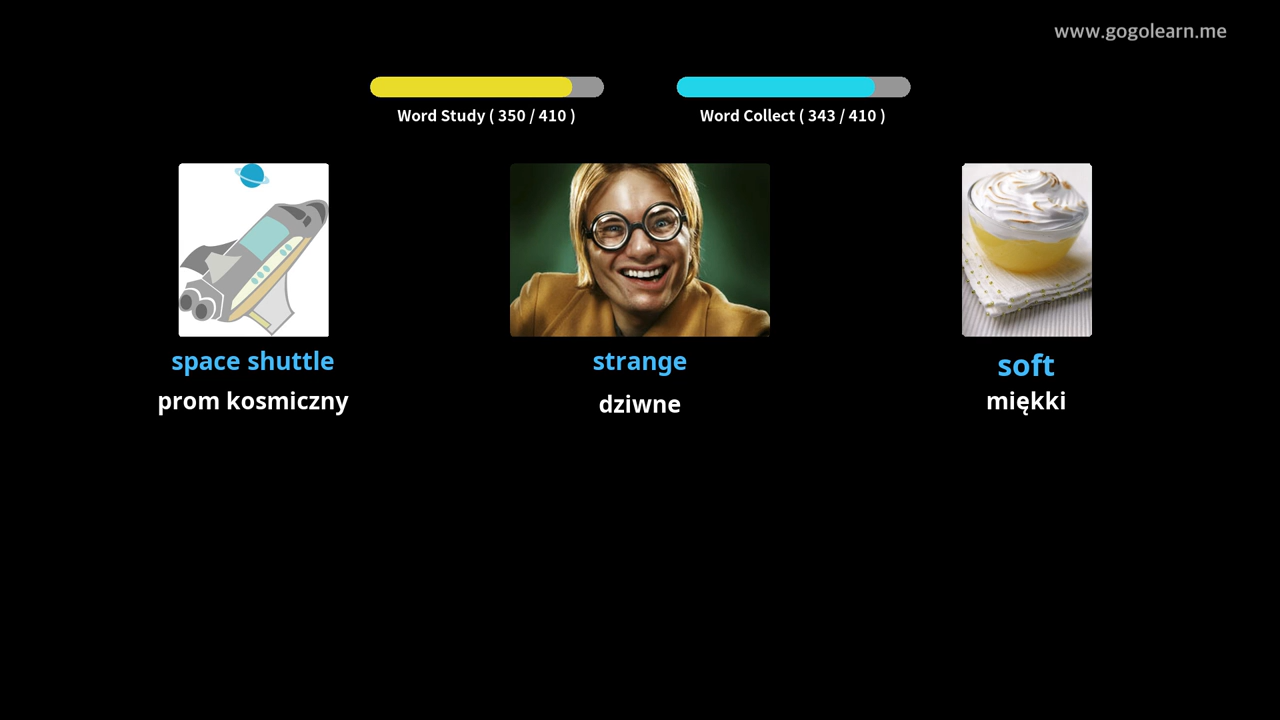 www.gogolearn.me
Word Study ( 350 / 410 )
Word Collect ( 343 / 410 )
space shuttle
prom kosmiczny
strange
dziwne
soft
miękki